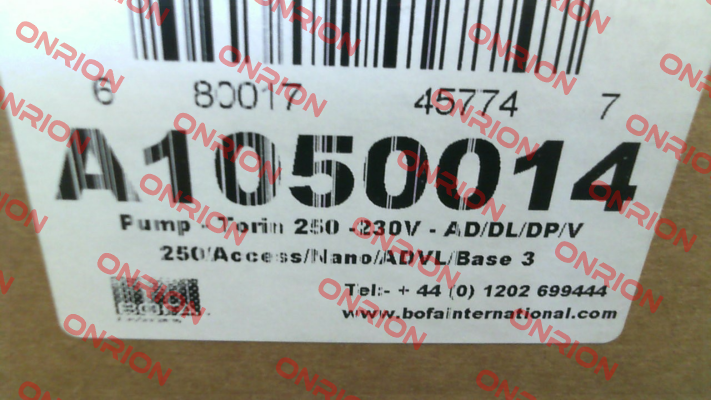 6 80017 45774 7
A1050014
Pump - Torin 250 -230V - AD/DL/DP/V
250/Access/Nano/ADVL/Base 3
Tel:- + 44 (0) 1202 699444
www.bofainternational.com
ONRION